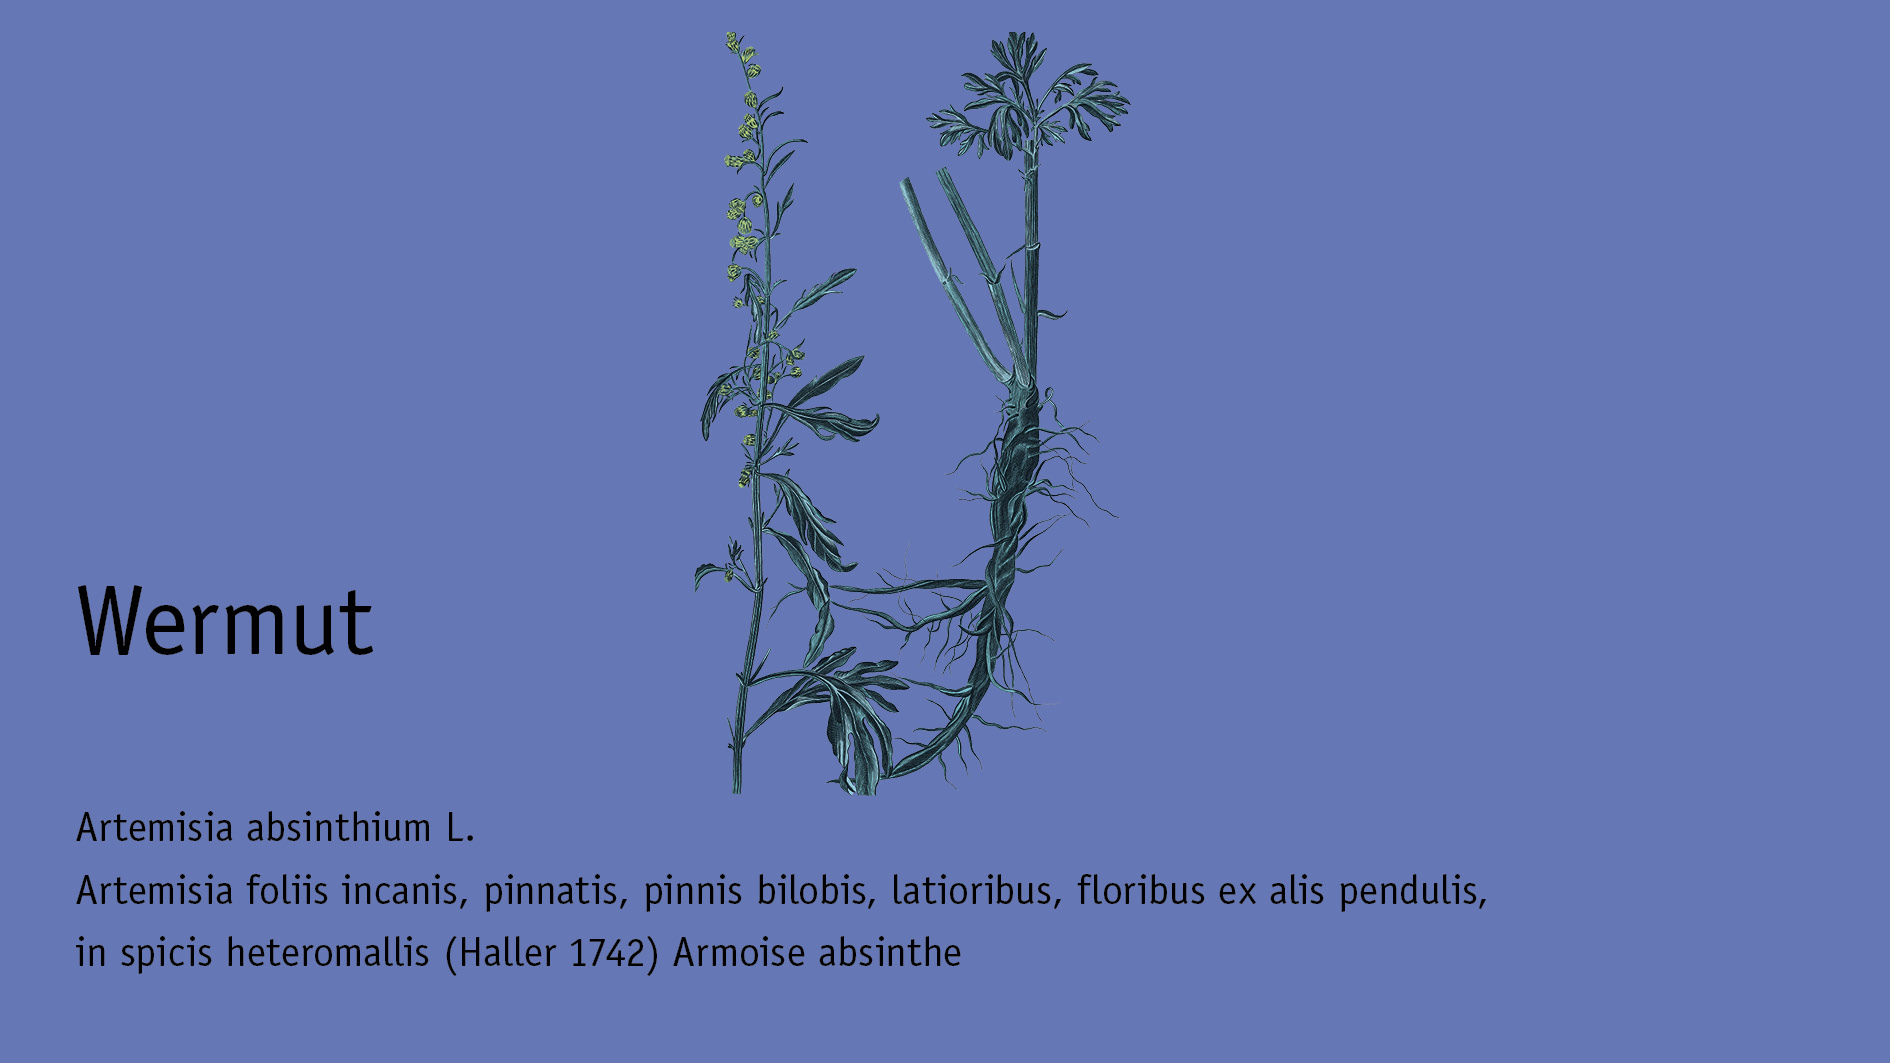 Wermut
Artemisia absinthium L.
Artemisia foliis incanis, pinnatis, pinnis bilobis, latioribus, floribus ex alis pendulis,
in spicis heteromallis (Haller 1742) Armoise absinthe